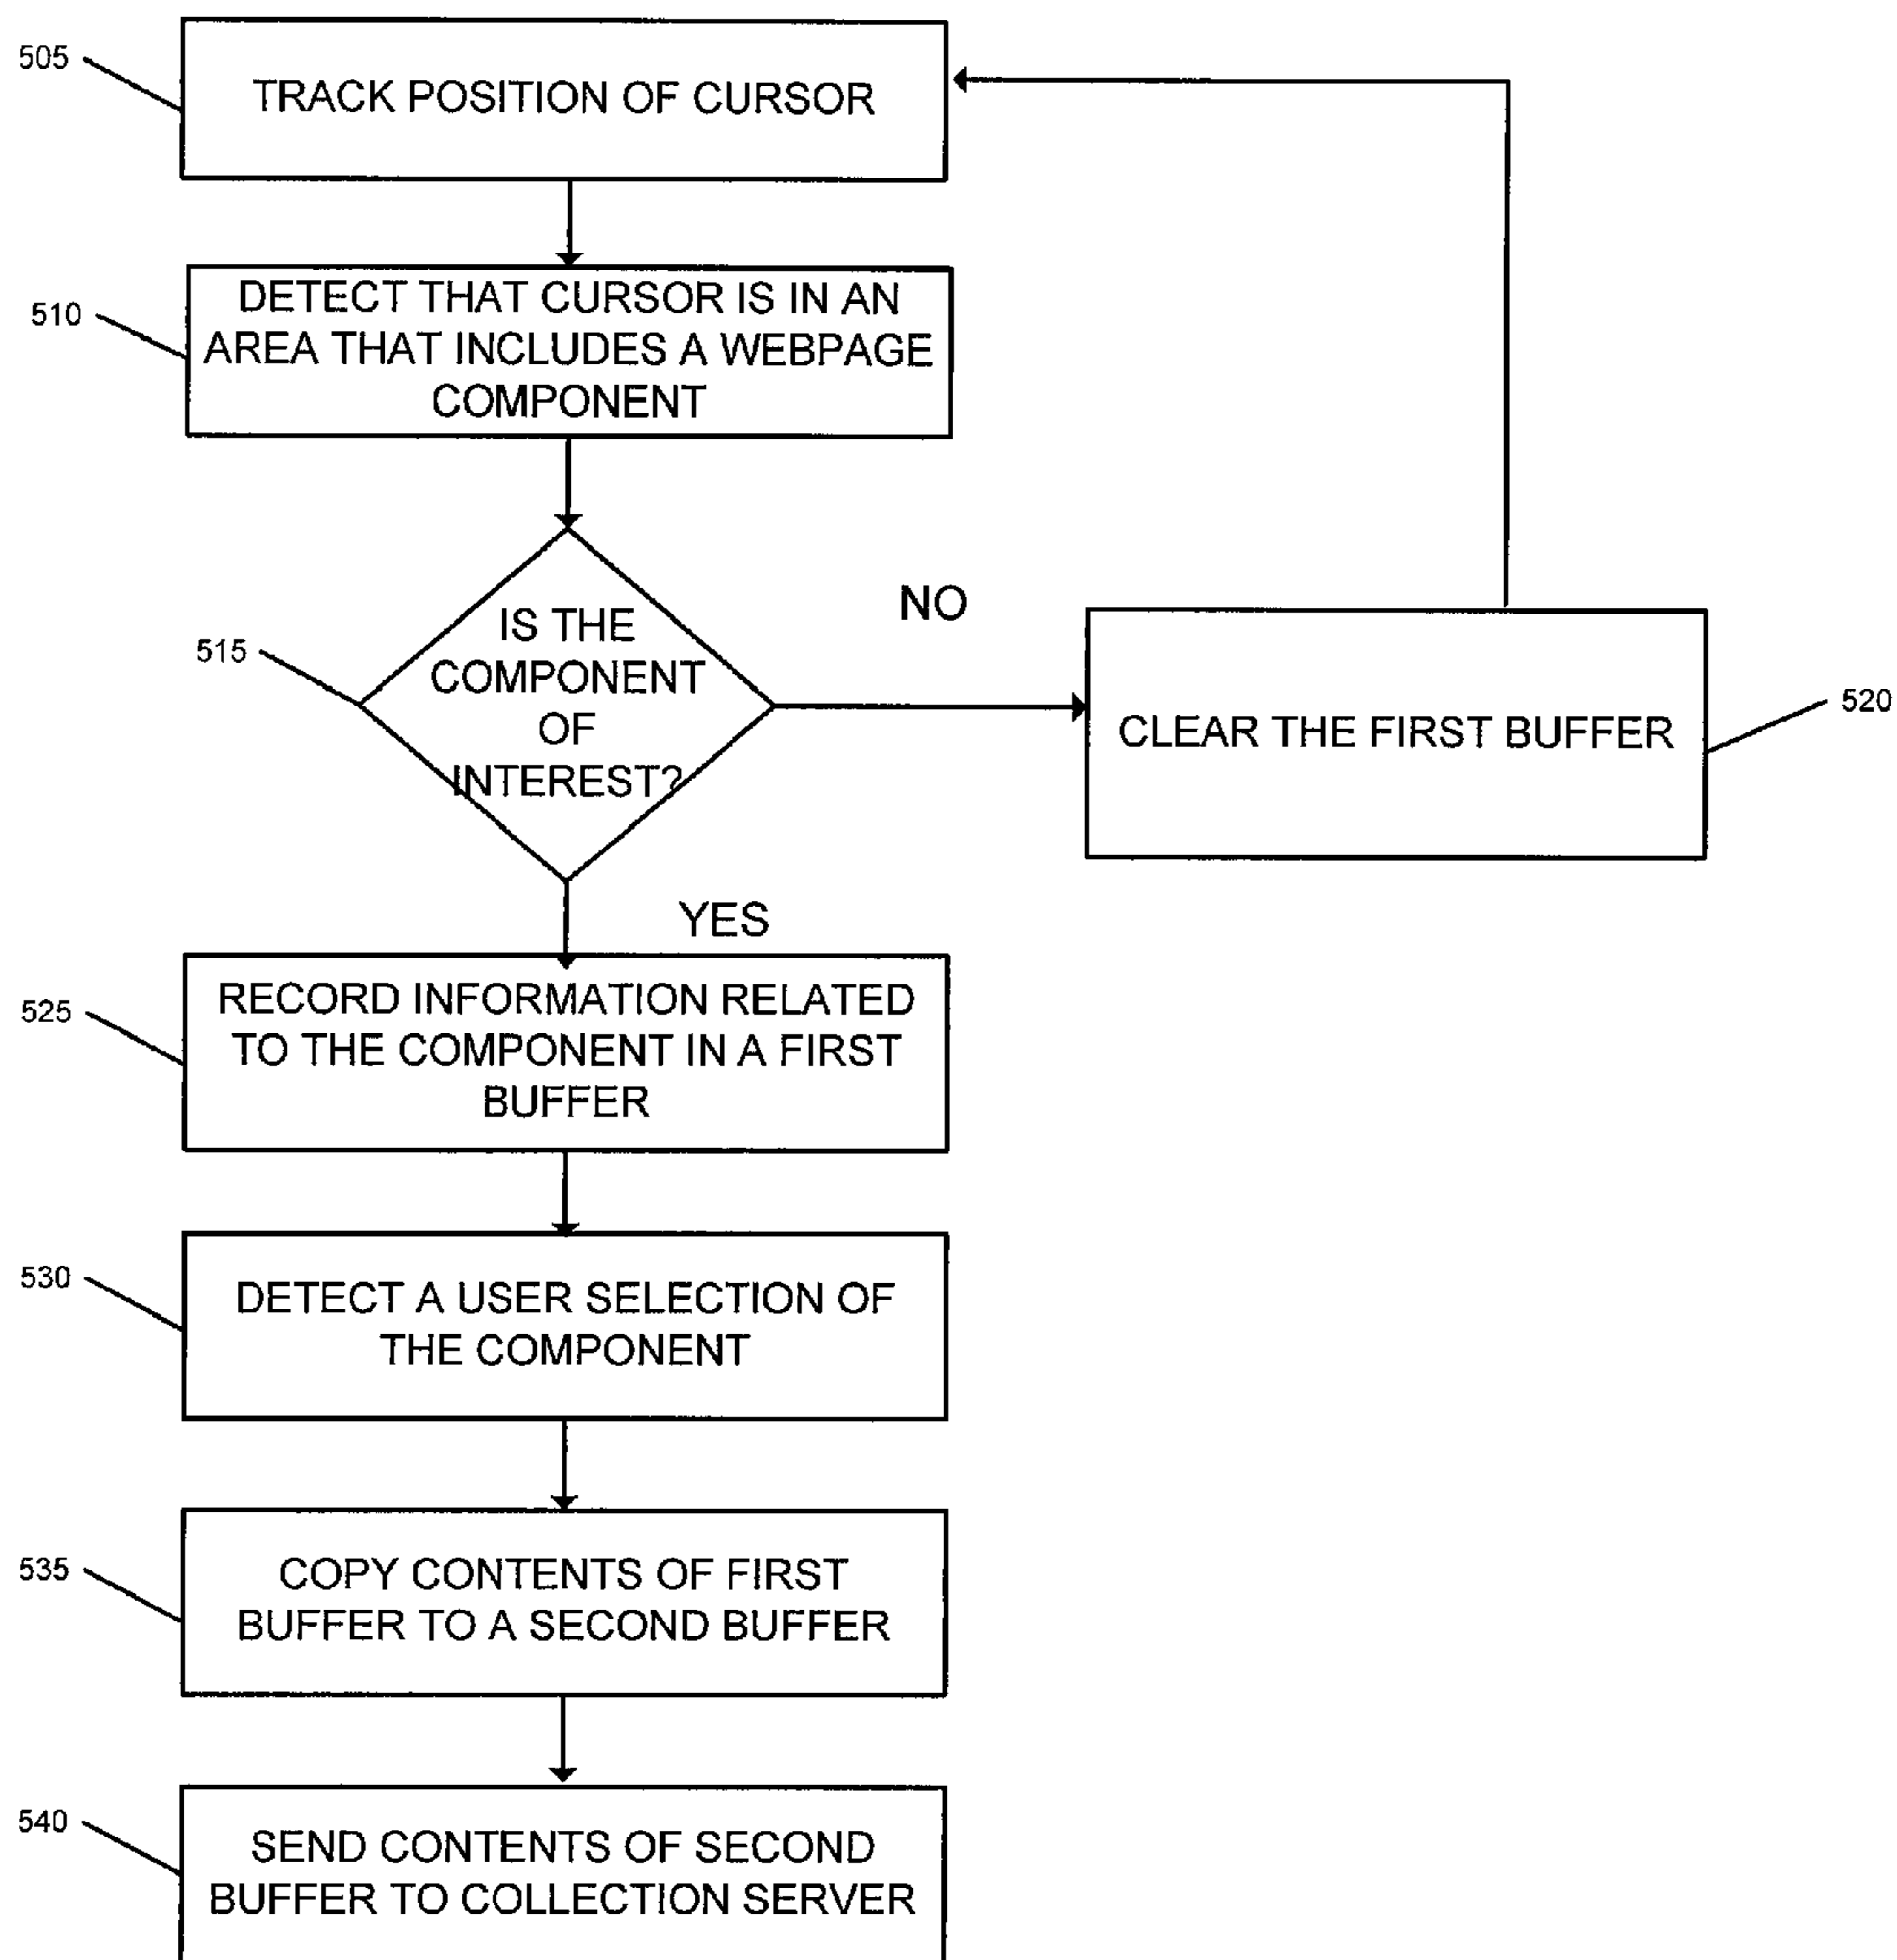 505
TRACK POSITION OF CURSOR
510
DETECT THAT CURSOR IS IN AN
AREA THAT INCLUDES A WEBPAGE
COMPONENT
515
IS THE
COMPONENT
OF
INTEREST?
NO
CLEAR THE FIRST BUFFER
520
YES
525
RECORD INFORMATION RELATED
TO THE COMPONENT IN A FIRST
BUFFER
530
DETECT A USER SELECTION OF
THE COMPONENT
535
COPY CONTENTS OF FIRST
BUFFER TO A SECOND BUFFER
540
SEND CONTENTS OF SECOND
BUFFER TO COLLECTION SERVER